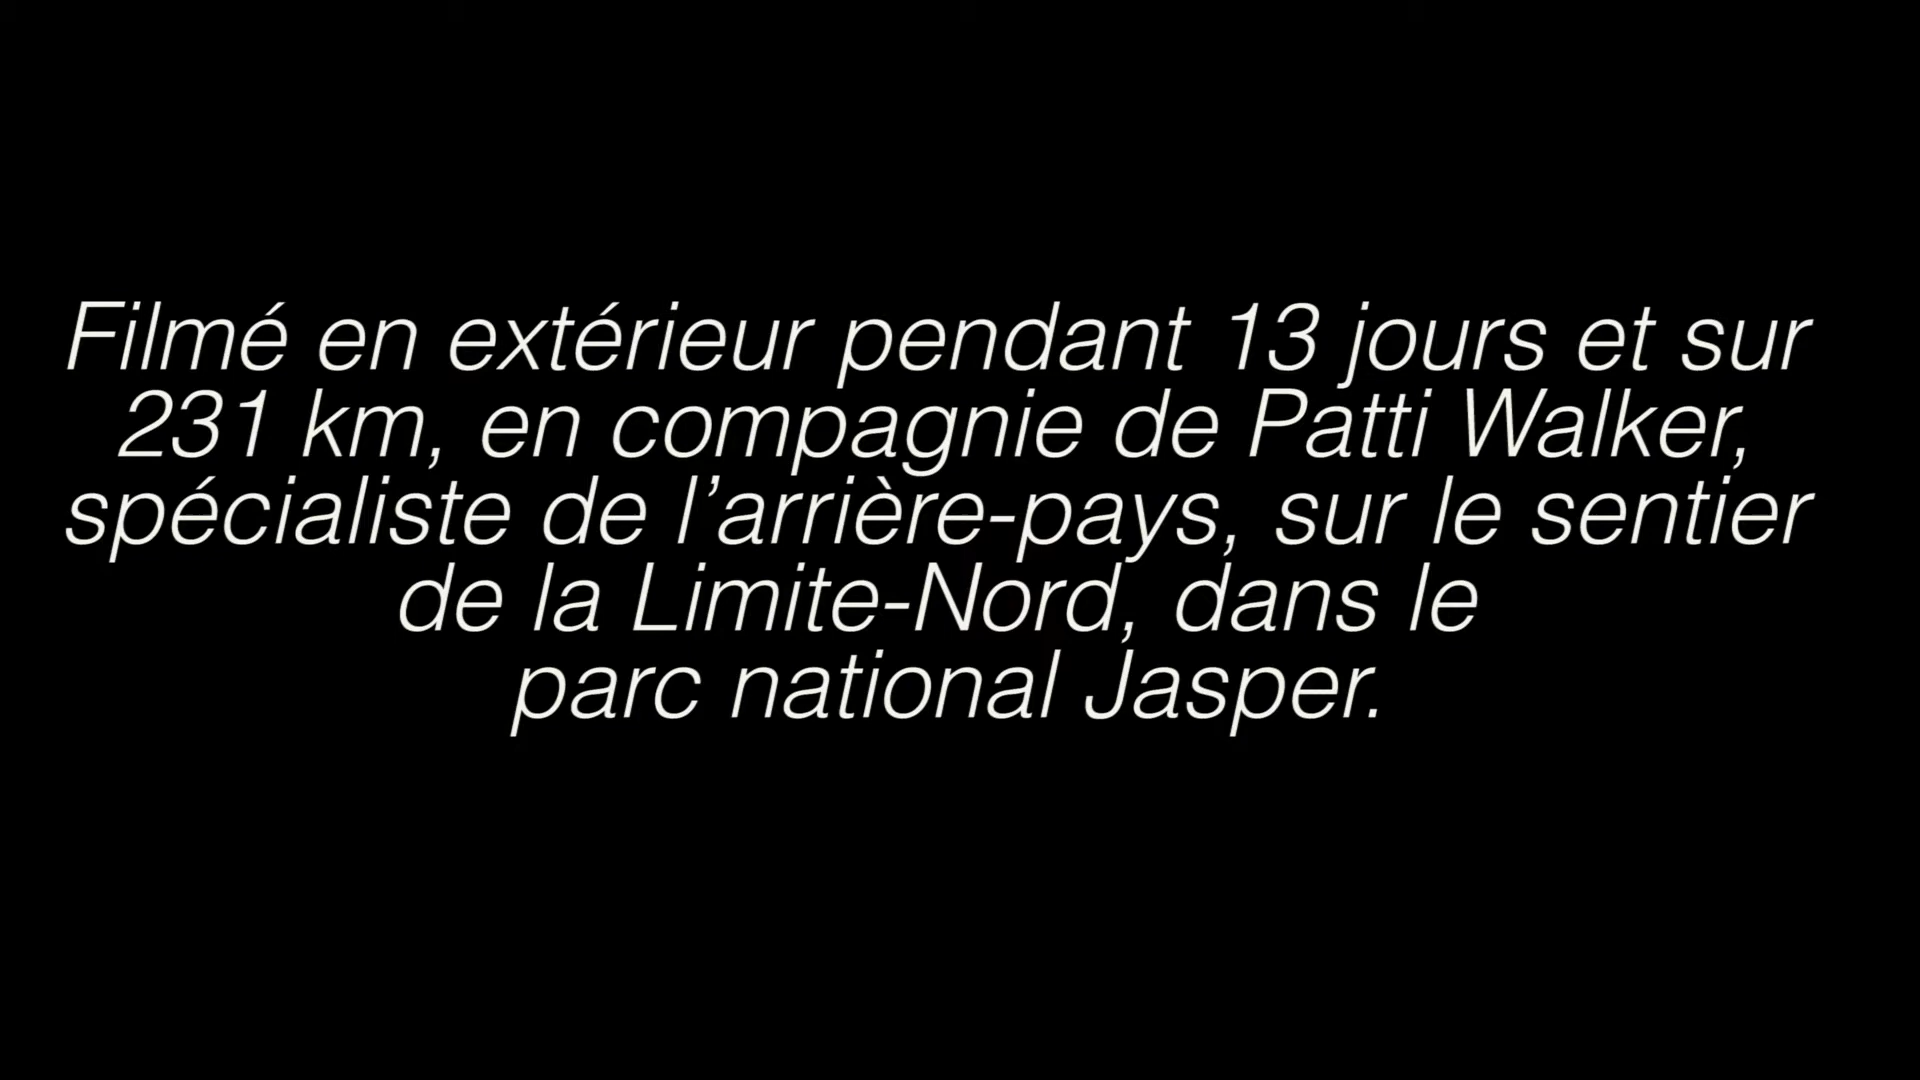 Filmé en extérieur pendant 13 jours et sur
231 km, en compagnie de Patti Walker,
spécialiste de l’arrière-pays, sur le sentier
de la Limite-Nord, dans le
parc national Jasper.